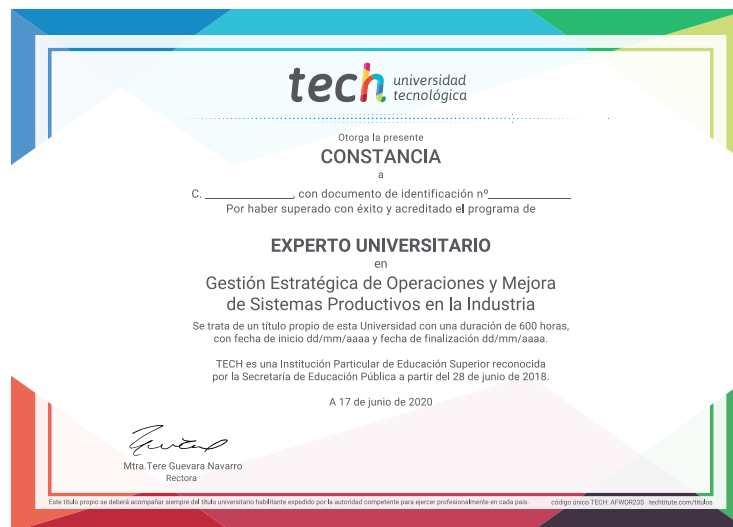 tech universidad
tecnológica
Otorga la presente
CONSTANCIA
a
C. ________________, con documento de identificación nº______________
Por haber superado con éxito y acreditado el programa de
EXPERTO UNIVERSITARIO
en
Gestión Estratégica de Operaciones y Mejora
de Sistemas Productivos en la Industria
Se trata de un título propio de esta Universidad con una duración de 600 horas,
con fecha de inicio dd/mm/aaaa y fecha de finalización dd/mm/aaaa.
TECH es una Institución Particular de Educación Superior reconocida
por la Secretaría de Educación Pública a partir del 28 de junio de 2018.
A 17 de junio de 2020
Mtra.Tere Guevara Navarro
Rectora
Este título propio se deberá acompañar siempre del título universitario habilitante expedido por la autoridad competente para ejercer profesionalmente en cada país. código único TECH: AFWOR23S techtitute.com/titulos